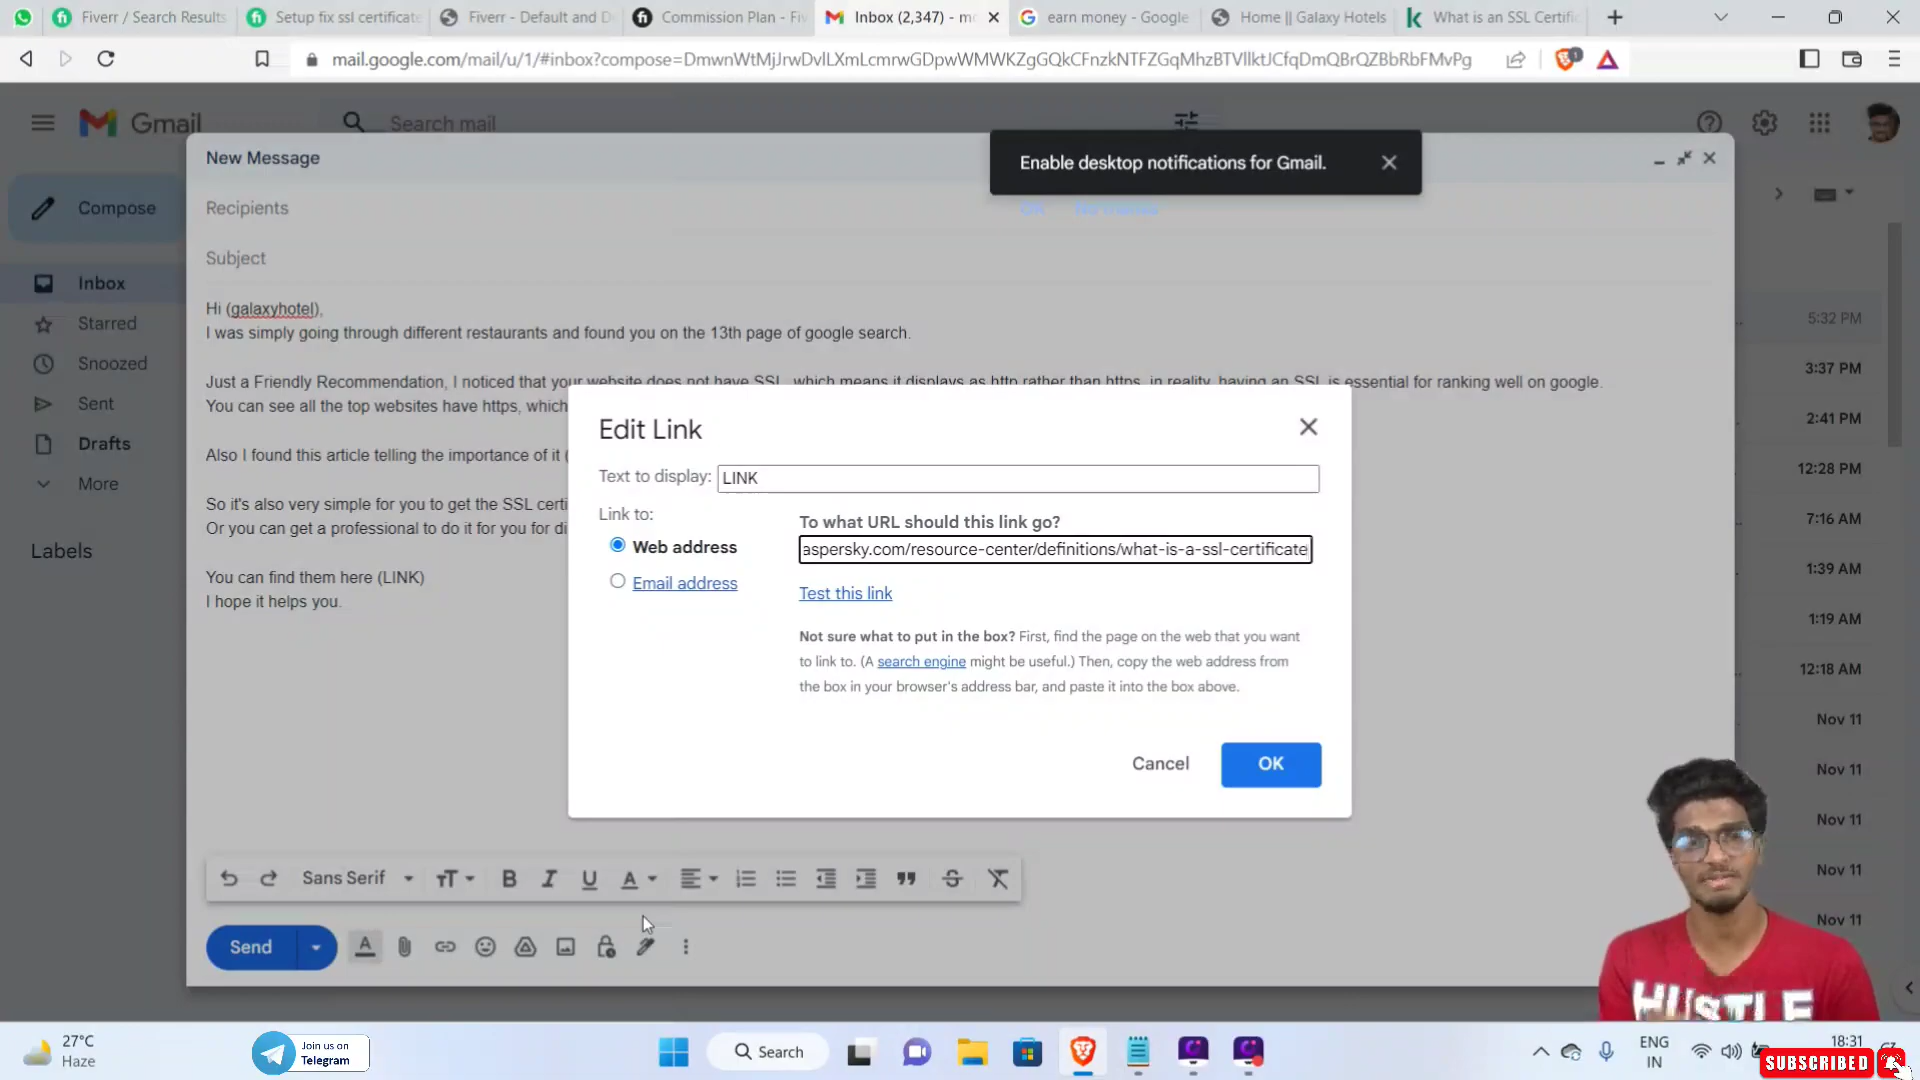 Fiverr / Search Results
Setup fix ssl certificate
Fiverr - Default and D
Commission Plan - Fiv
Inbox (2,347) - mo
earn money - Google
Home || Galaxy Hotels
What is an SSL Certific
mail.google.com/mail/u/1/#inbox?compose=DmwnWtMjJrwDvlLXmLcmrwGDpwWMWKZgGQkCFnzkNTFZGqMhzBTVllktJCfqDmQBrQZBbRbFMvPg
Gmail
Search mail
New Message
Enable desktop notifications for Gmail.
OK No thanks
Compose
Recipients
Subject
Inbox
Starred
Snoozed
Sent
Drafts
More
Labels
Hi (galaxyhotel),
I was simply going through different restaurants and found you on the 13th page of google search.
Just a Friendly Recommendation, I noticed that your website does not have SSL, which means it displays as http rather than https, in reality, having an SSL is essential for ranking well on google.
You can see all the top websites have https, which
Also I found this article telling the importance of it (
So it's also very simple for you to get the SSL certi
Or you can get a professional to do it for you for di
You can find them here (LINK)
I hope it helps you.
5:32 PM
3:37 PM
2:41 PM
12:28 PM
7:16 AM
1:39 AM
1:19 AM
12:18 AM
Nov 11
Nov 11
Nov 11
Nov 11
Nov 11
Edit Link
Text to display: LINK
Link to:
Web address
Email address
To what URL should this link go?
aspersky.com/resource-center/definitions/what-is-a-ssl-certificate
Test this link
Not sure what to put in the box? First, find the page on the web that you want
to link to. (A search engine might be useful.) Then, copy the web address from
the box in your browser's address bar, and paste it into the box above.
Cancel
OK
Sans Serif
Send
HUSTLE
27°C
Haze
Join us on
Telegram
Search
ENG
IN
18:31
SUBSCRIBED